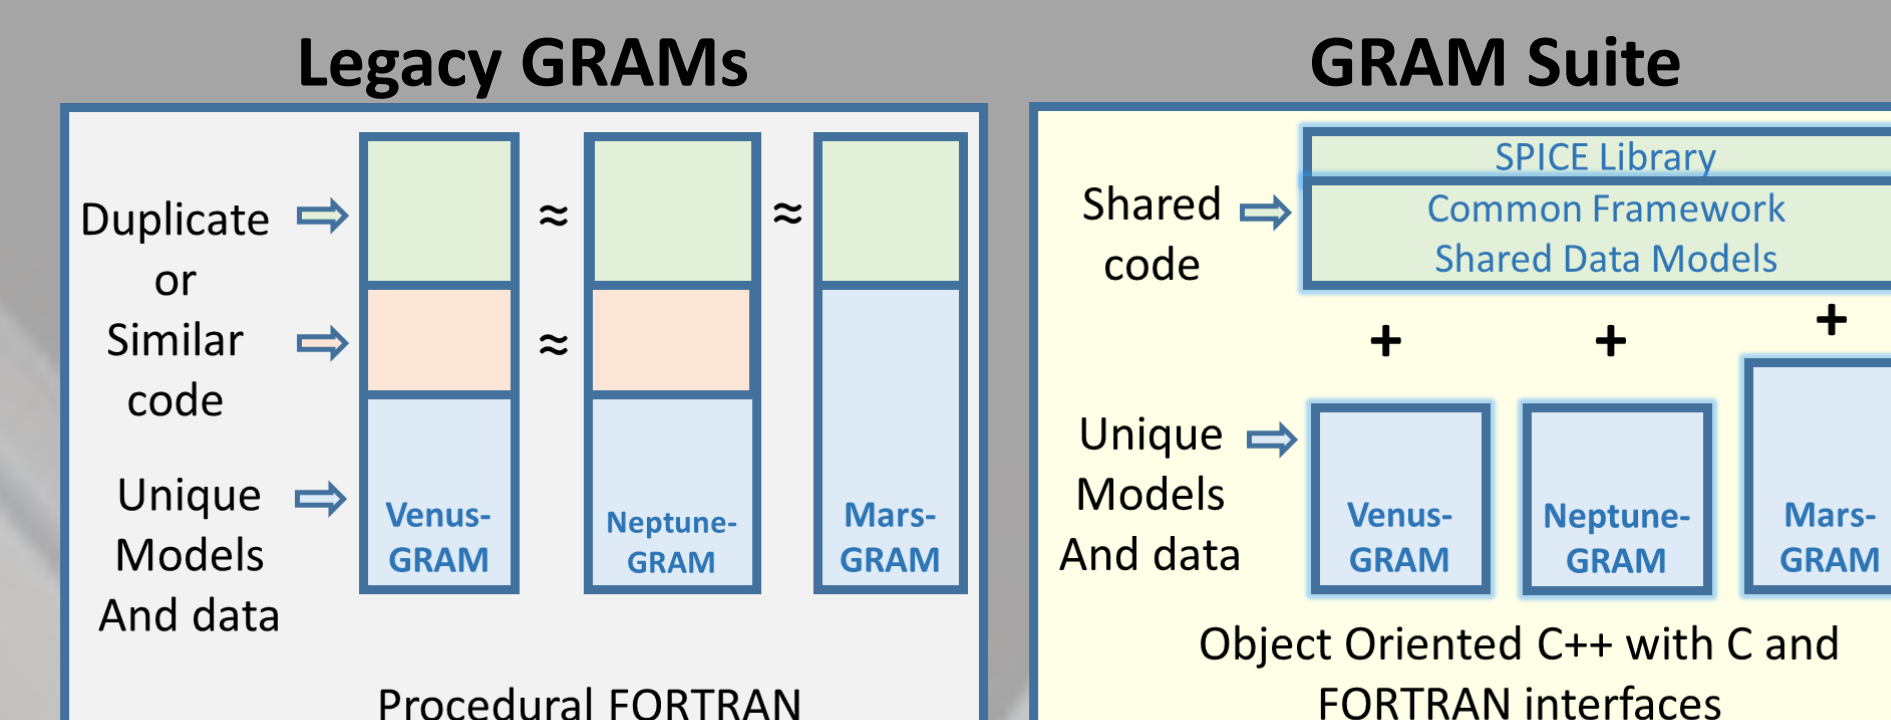 Legacy GRAMs
Duplicate
or
Similar
code
≈
≈
≈
Unique
Models
And data
Venus-
GRAM
Neptune-
GRAM
Mars-
GRAM
Procedural FORTRAN
GRAM Suite
Shared
code
SPICE Library
Common Framework
Shared Data Models
+
+
+
Unique
Models
And data
Venus-
GRAM
Neptune-
GRAM
Mars-
GRAM
Object Oriented C++ with C and
FORTRAN interfaces